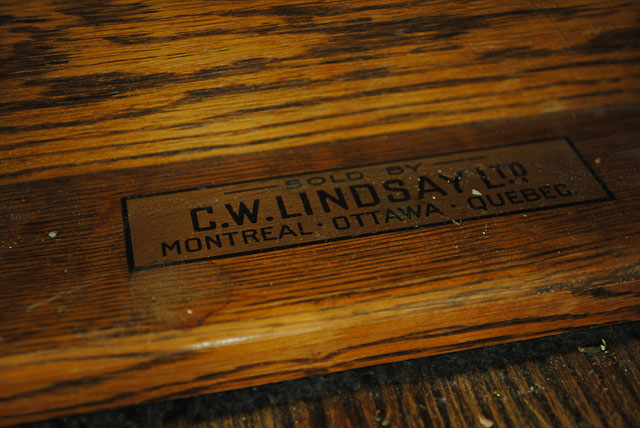 SOLD BY
C.W. LINDSAY LTD
MONTREAL · OTTAWA · QUEBEC.